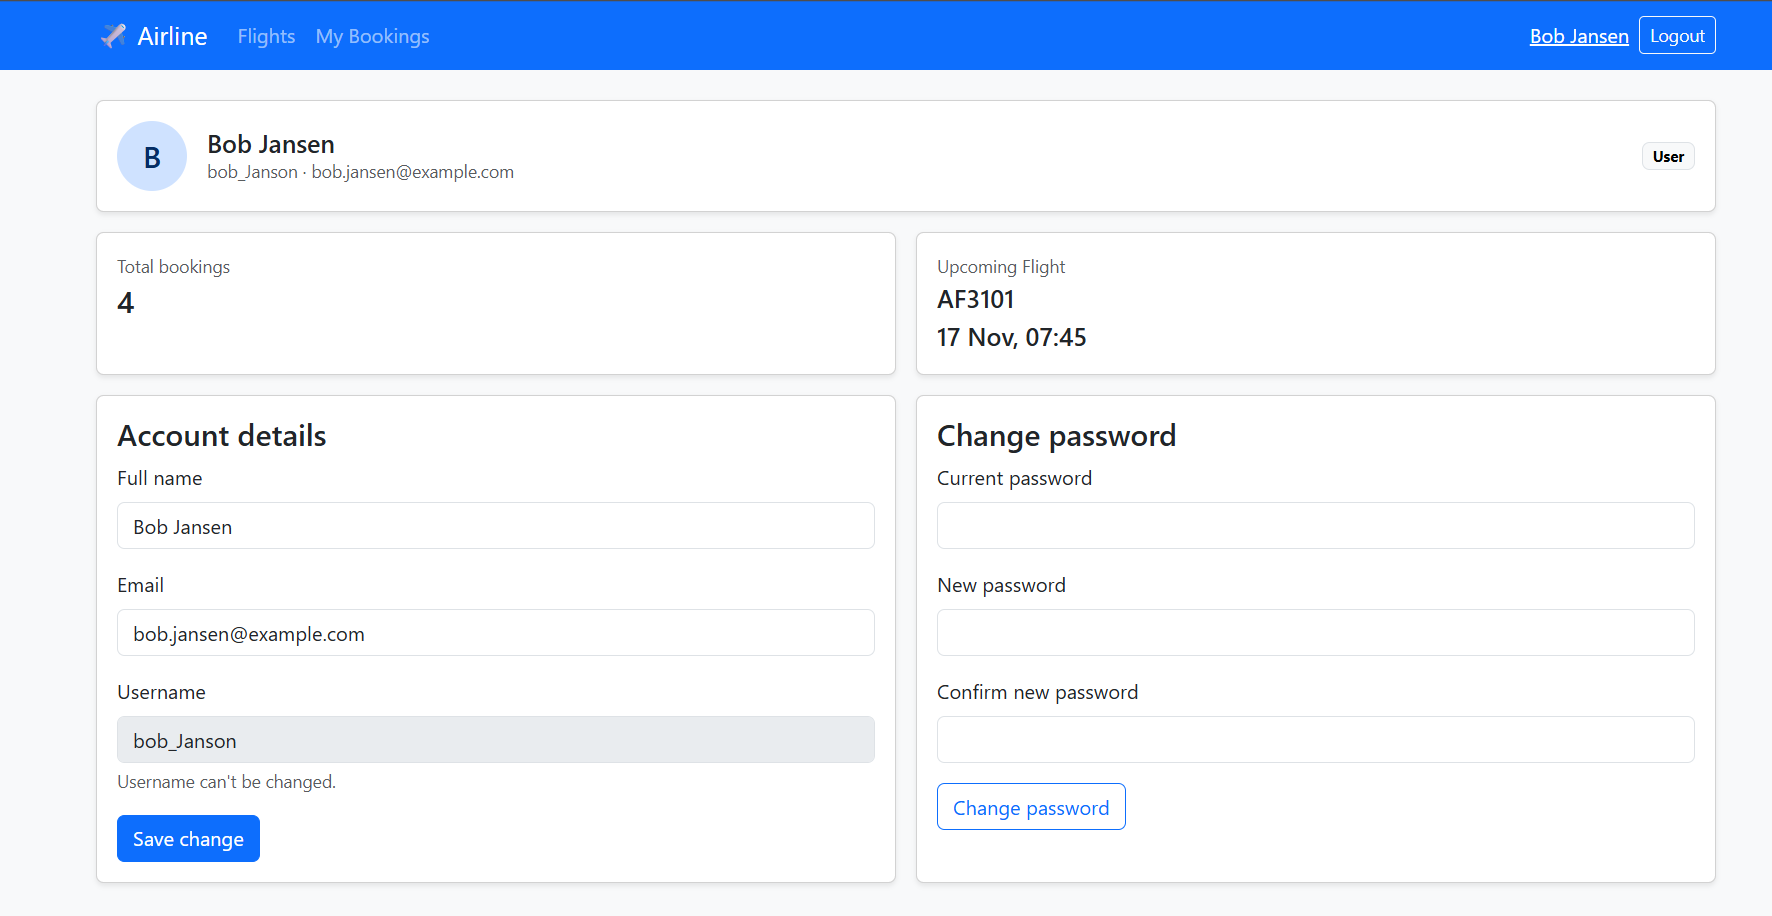 Airline Flights My Bookings Bob Jansen Logout
B
Bob Jansen
bob_Janson · bob.jansen@example.com
User
Total bookings
4
Upcoming Flight
AF3101
17 Nov, 07:45
Account details
Full name
Bob Jansen
Email
bob.jansen@example.com
Username
bob_Janson
Username can't be changed.
Save change
Change password
Current password
New password
Confirm new password
Change password